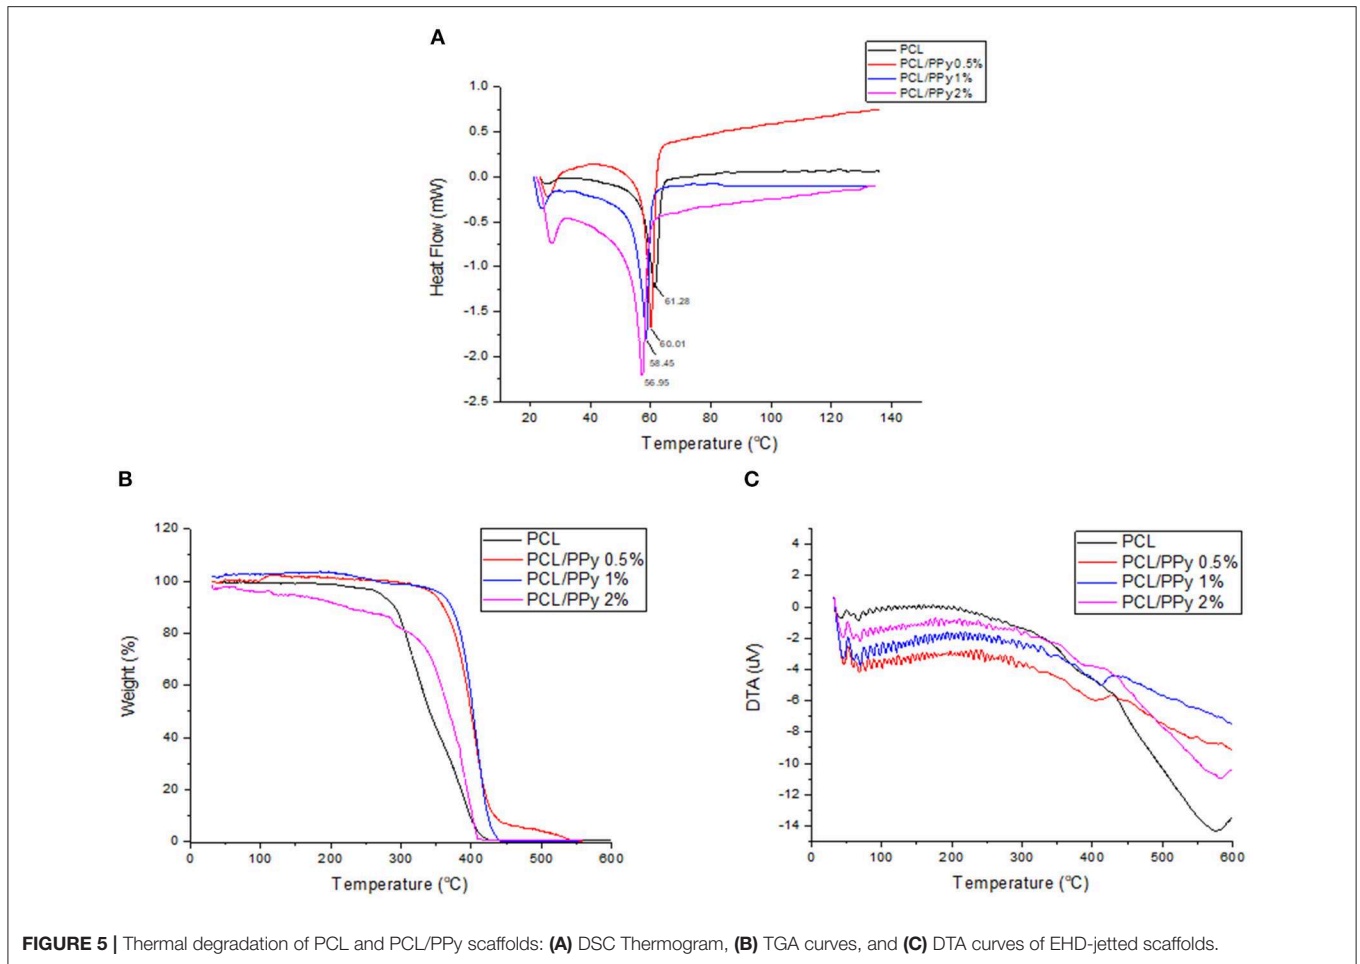 A
PCL
PCL/PPy 0.5%
PCL/PPy 1%
PCL/PPy 2%
1.0
0.5
0.0
-0.5
-1.0
-1.5
-2.0
-2.5
Heat Flow (mW)
61.28
60.01
58.45
56.95
20 40 60 80 100 120 140
Temperature (°C)
B
120
100
80
60
40
20
0
Weight (%)
PCL
PCL/PPy 0.5%
PCL/PPy 1%
PCL/PPy 2%
0 100 200 300 400 500 600
Temperature (°C)
C
4
2
0
-2
-4
-6
-8
-10
-12
-14
DTA (uV)
PCL
PCL/PPy 0.5%
PCL/PPy 1%
PCL/PPy 2%
0 100 200 300 400 500 600
Temperature (°C)
FIGURE 5 | Thermal degradation of PCL and PCL/PPy scaffolds: (A) DSC Thermogram, (B) TGA curves, and (C) DTA curves of EHD-jetted scaffolds.